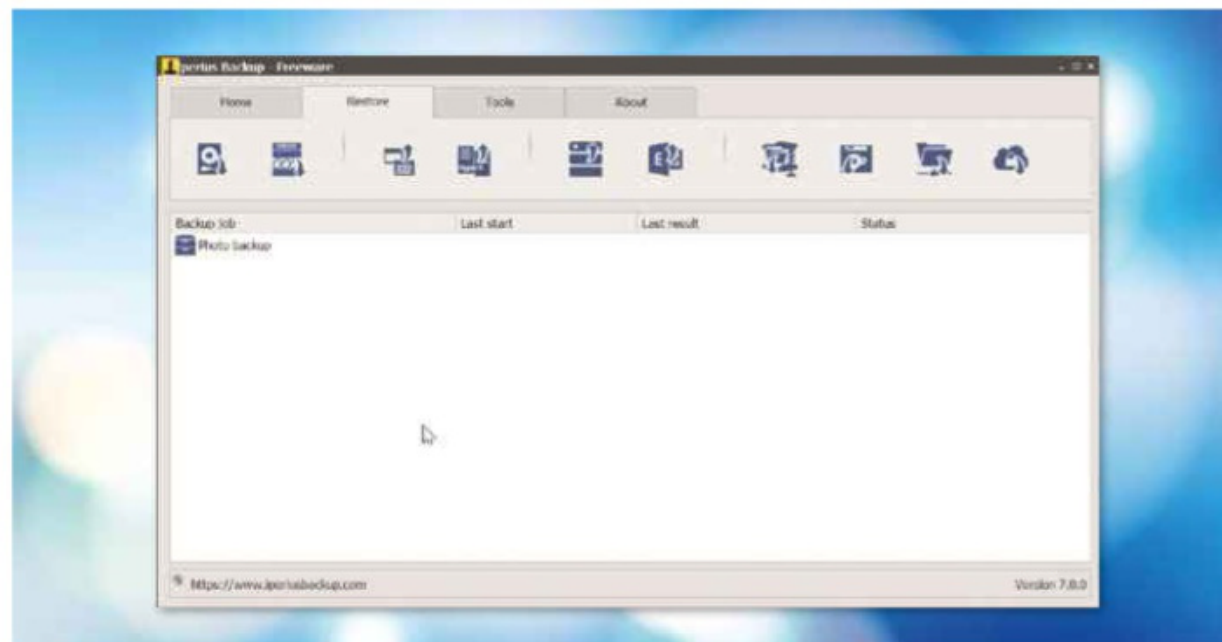 Iperius Backup - Freeware
Home Restore Tools About
Backup job Last start Last result Status
Photo backup
https://www.iperiusbackup.com Version 7.8.0